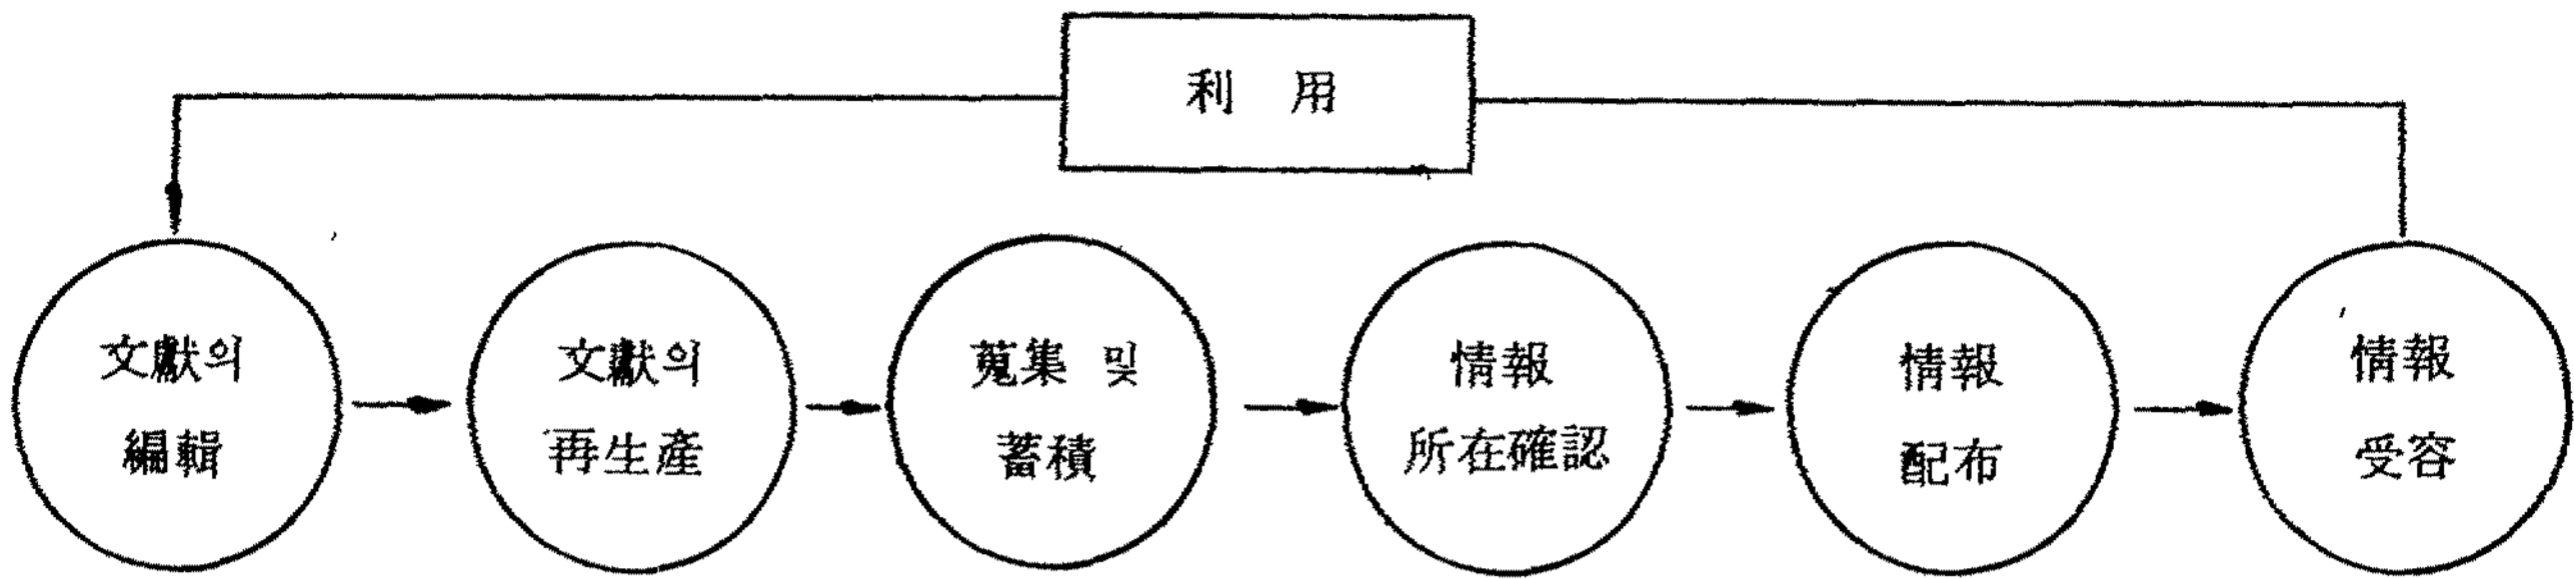 利 用
文獻의
編輯
文獻의
再生產
蒐集 및
蓄積
情報
所在確認
情報
配布
情報
受容